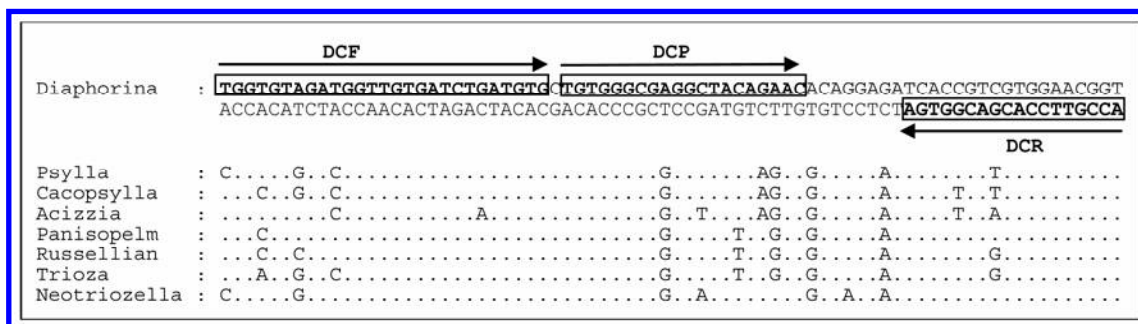 DCF DCP
Diaphorina : TGGTGTAGATGGTTGTGATCTGATGTGCTGTGGGCGAGGCTACAGAACACAGGAGATCACCGTCGTGGAACGGT
ACCACATCTACCAACACTAGACTACACGACACCCGCTCCGATGTCTTGTGTCCTCTAGTGGCAGCACCTTGCCA
DCR
Psylla : C.....G..C..........................G.......AG..G.....A........T..........
Cacopsylla : ...C..G..C..........................G.......AG..G.....A.....T..T..........
Acizzia : .........C...........A..............G..T....AG..G.....A.....T..A..........
Panisopelm : ...C................................G.....T..G..G.....A...................
Russellian : ...C..C.............................G.....T..G..G.....A........G..........
Trioza : ...A..G..C..........................G.....T..G..G.....A........G..........
Neotriozella : C.....G.............................G..A........G..A..A...................